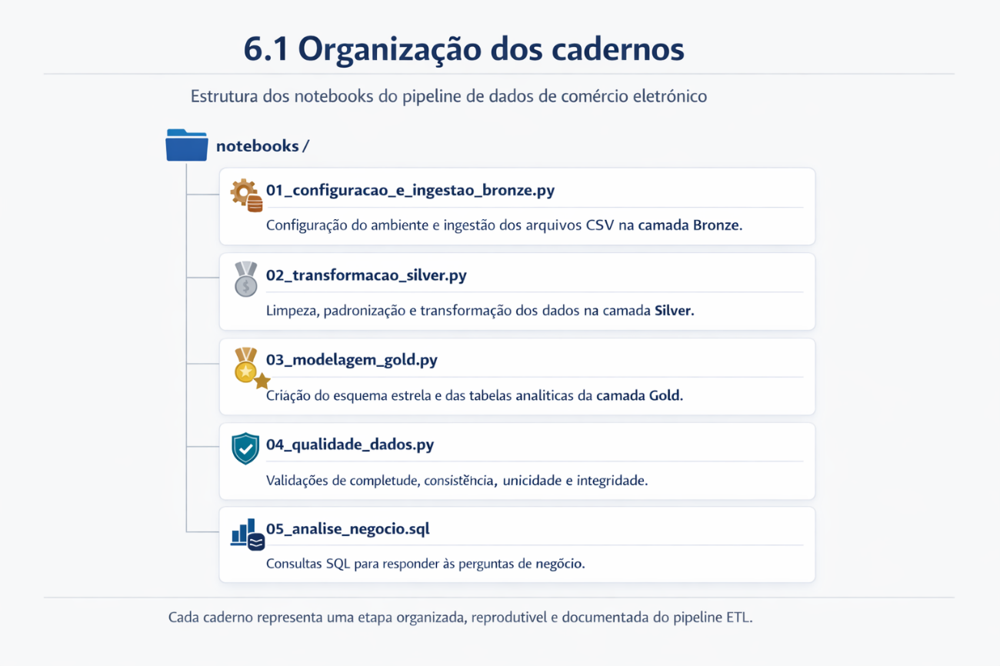 6.1 Organização dos cadernos
Estrutura dos notebooks do pipeline de dados de comércio eletrónico
notebooks /
01_configuracao_e_ingestao_bronze.py
Configuração do ambiente e ingestão dos arquivos CSV na camada Bronze.
02_transformacao_silver.py
$
Limpeza, padronização e transformação dos dados na camada Silver.
03_modelagem_gold.py
Criação do esquema estrela e das tabelas analiticas da camada Gold.
04_qualidade_dados.py
Validações de completude, consistĕncia, unicidade e integridade.
05_analise_negocio.sql
Consultas SQL para responder às perguntas de negócio.
Cada caderno representa uma etapa organizada, reprodutivel e documentada do pipeline ETL.